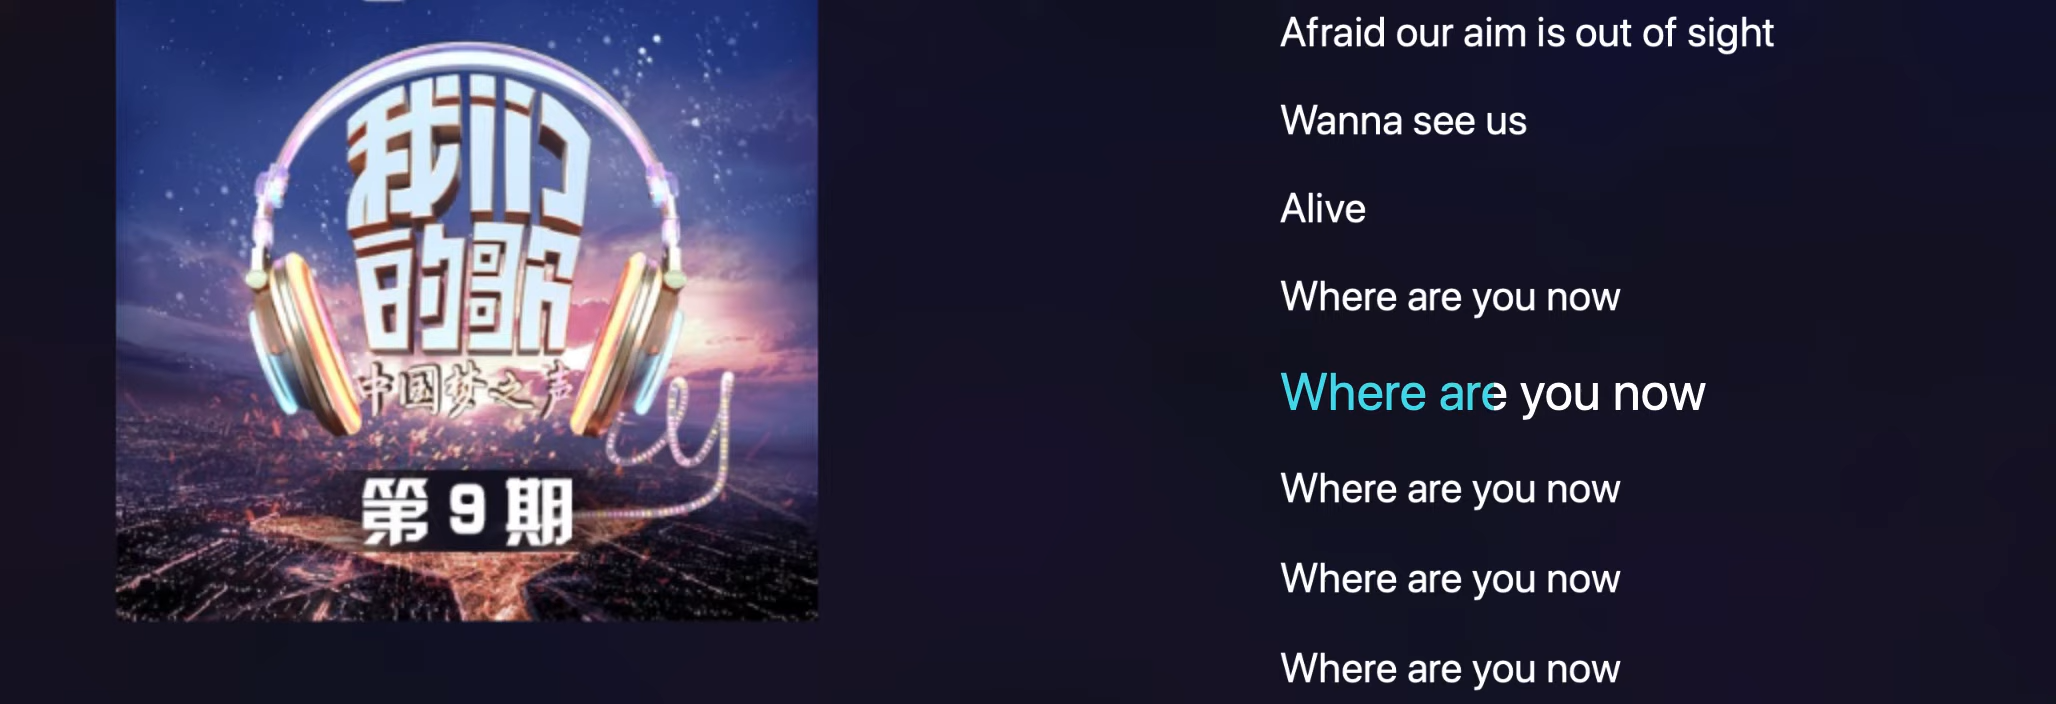 我们
的歌
中国梦之声
第9期
Afraid our aim is out of sight
Wanna see us
Alive
Where are you now
Where are you now
Where are you now
Where are you now
Where are you now